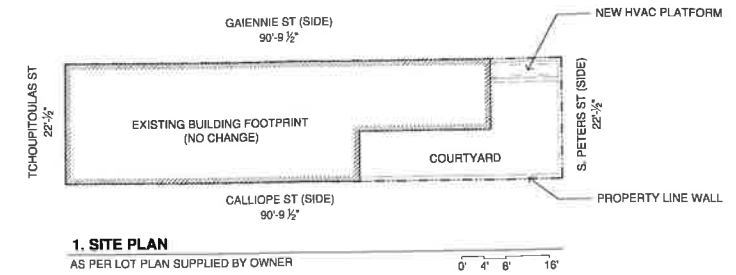 GAIENNIE ST (SIDE)
90'-9 ½"
NEW HVAC PLATFORM
TCHOUPITOULAS ST
22'-½"
EXISTING BUILDING FOOTPRINT
(NO CHANGE)
COURTYARD
S. PETERS ST (SIDE)
22'-½"
CALLIOPE ST (SIDE)
90'-9 ½"
PROPERTY LINE WALL
1. SITE PLAN
AS PER LOT PLAN SUPPLIED BY OWNER
0' 4' 8' 16'